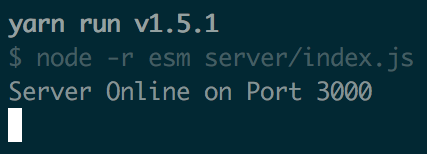 yarn run v1.5.1
$ node -r esm server/index.js
Server Online on Port 3000